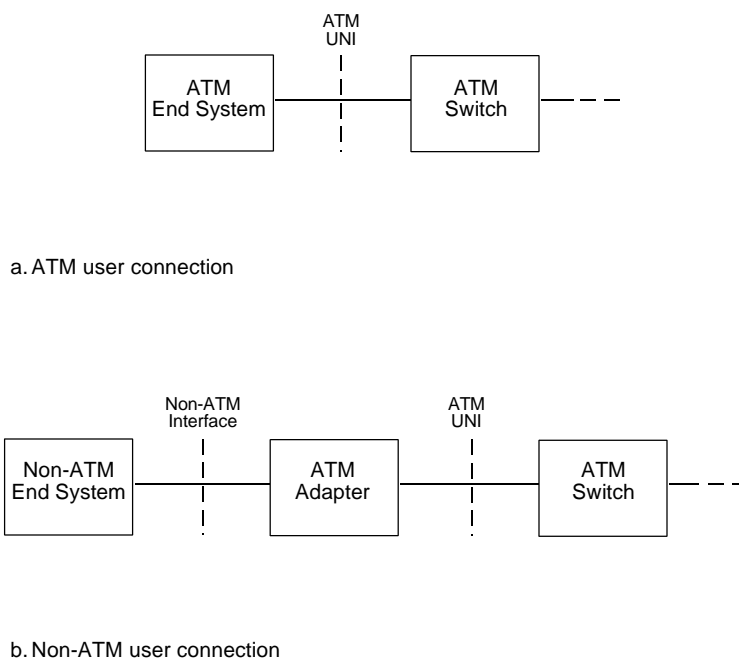 ATM
UNI
ATM
End System
ATM
Switch
a. ATM user connection
Non-ATM
Interface
ATM
UNI
Non-ATM
End System
ATM
Adapter
ATM
Switch
b. Non-ATM user connection